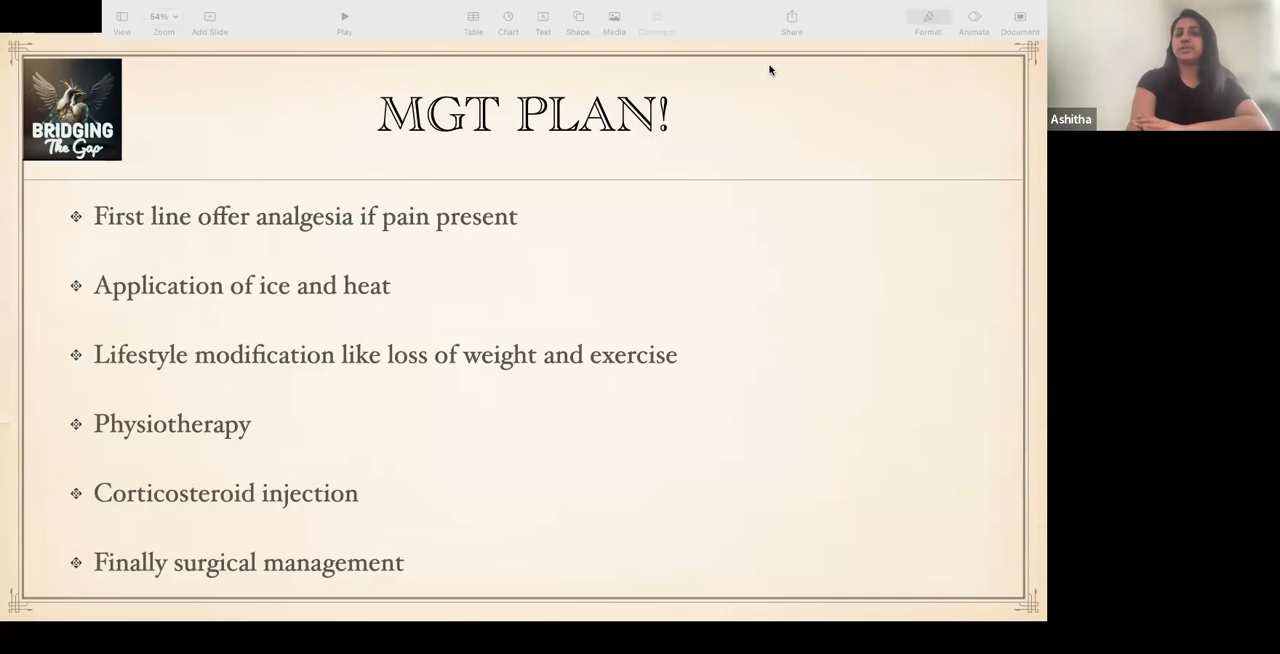 54%
View
Zoom
Add Slide
Play
Table
Chart
Text
Shape
Media
Comment
Share
Format
Animate
Document
BRIDGING
The Gap
MGT PLAN!
First line offer analgesia if pain present
Application of ice and heat
Lifestyle modification like loss of weight and exercise
Physiotherapy
Corticosteroid injection
Finally surgical management
Ashitha